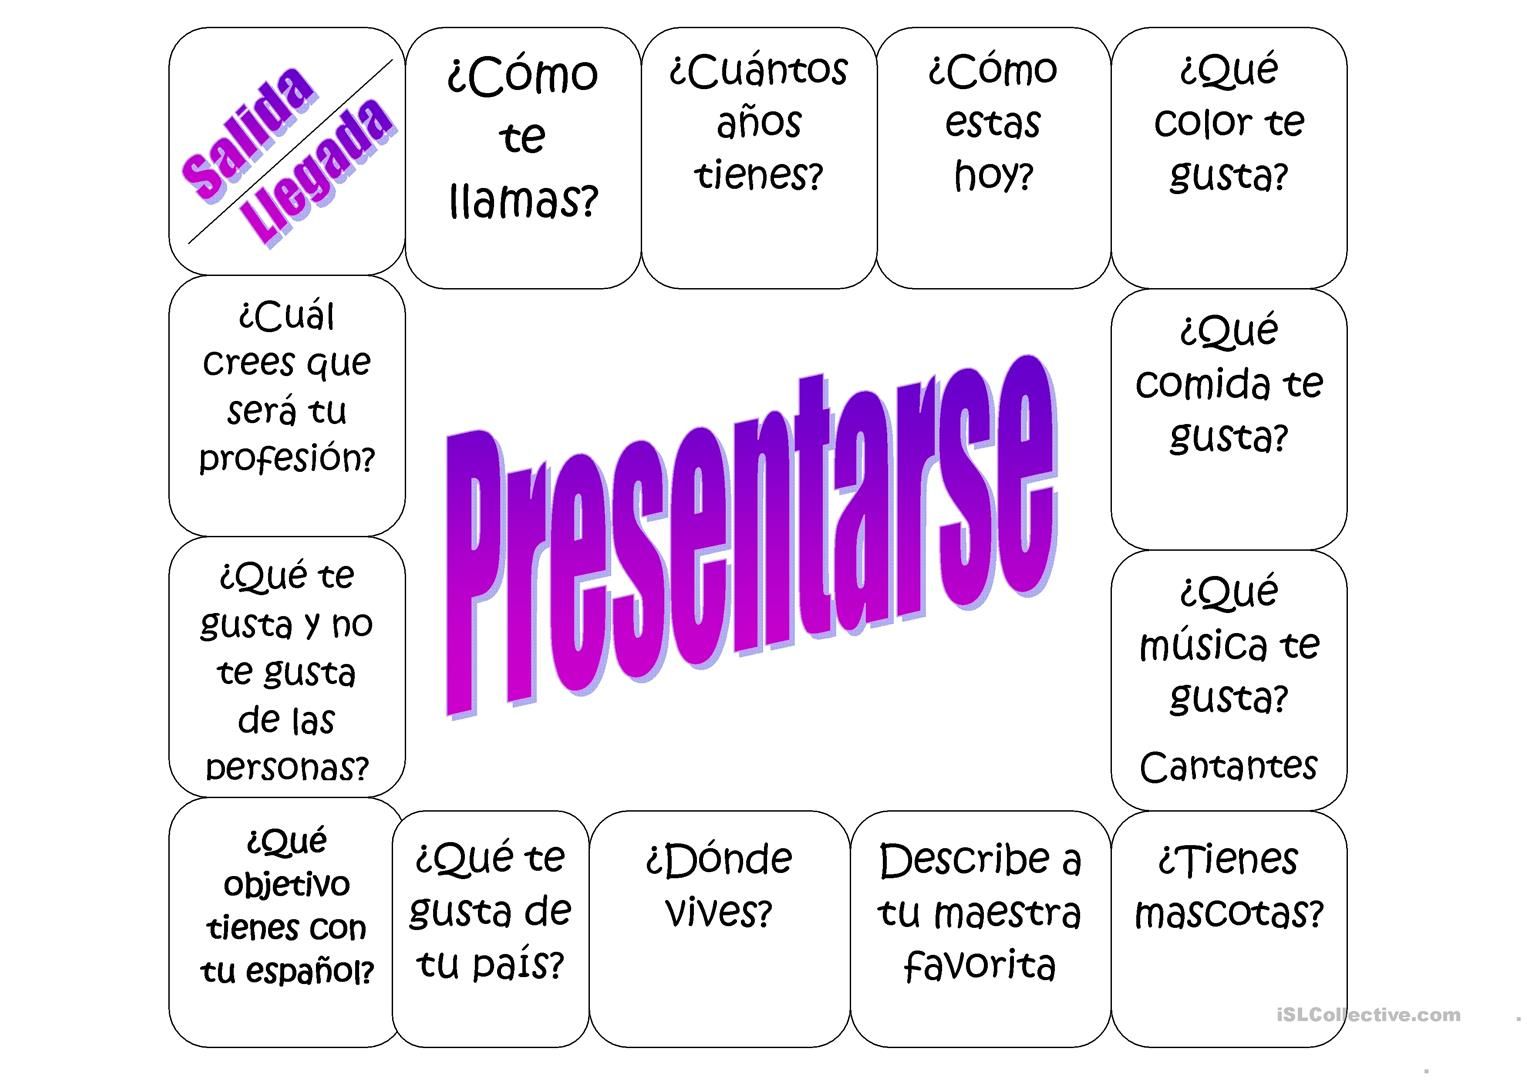 Salida
Llegada
¿Cómo
te
llamas?
¿Cuántos
años
tienes?
¿Cómo
estas
hoy?
¿Qué
color te
gusta?
¿Qué
comida te
gusta?
¿Qué
música te
gusta?
Cantantes
¿Tienes
mascotas?
Describe a
tu maestra
favorita
¿Dónde
vives?
¿Qué te
gusta de
tu país?
¿Qué
objetivo
tienes con
tu español?
¿Qué te
gusta y no
te gusta
de las
personas?
¿Cuál
crees que
será tu
profesión?
Presentarse
iSLCollective.com